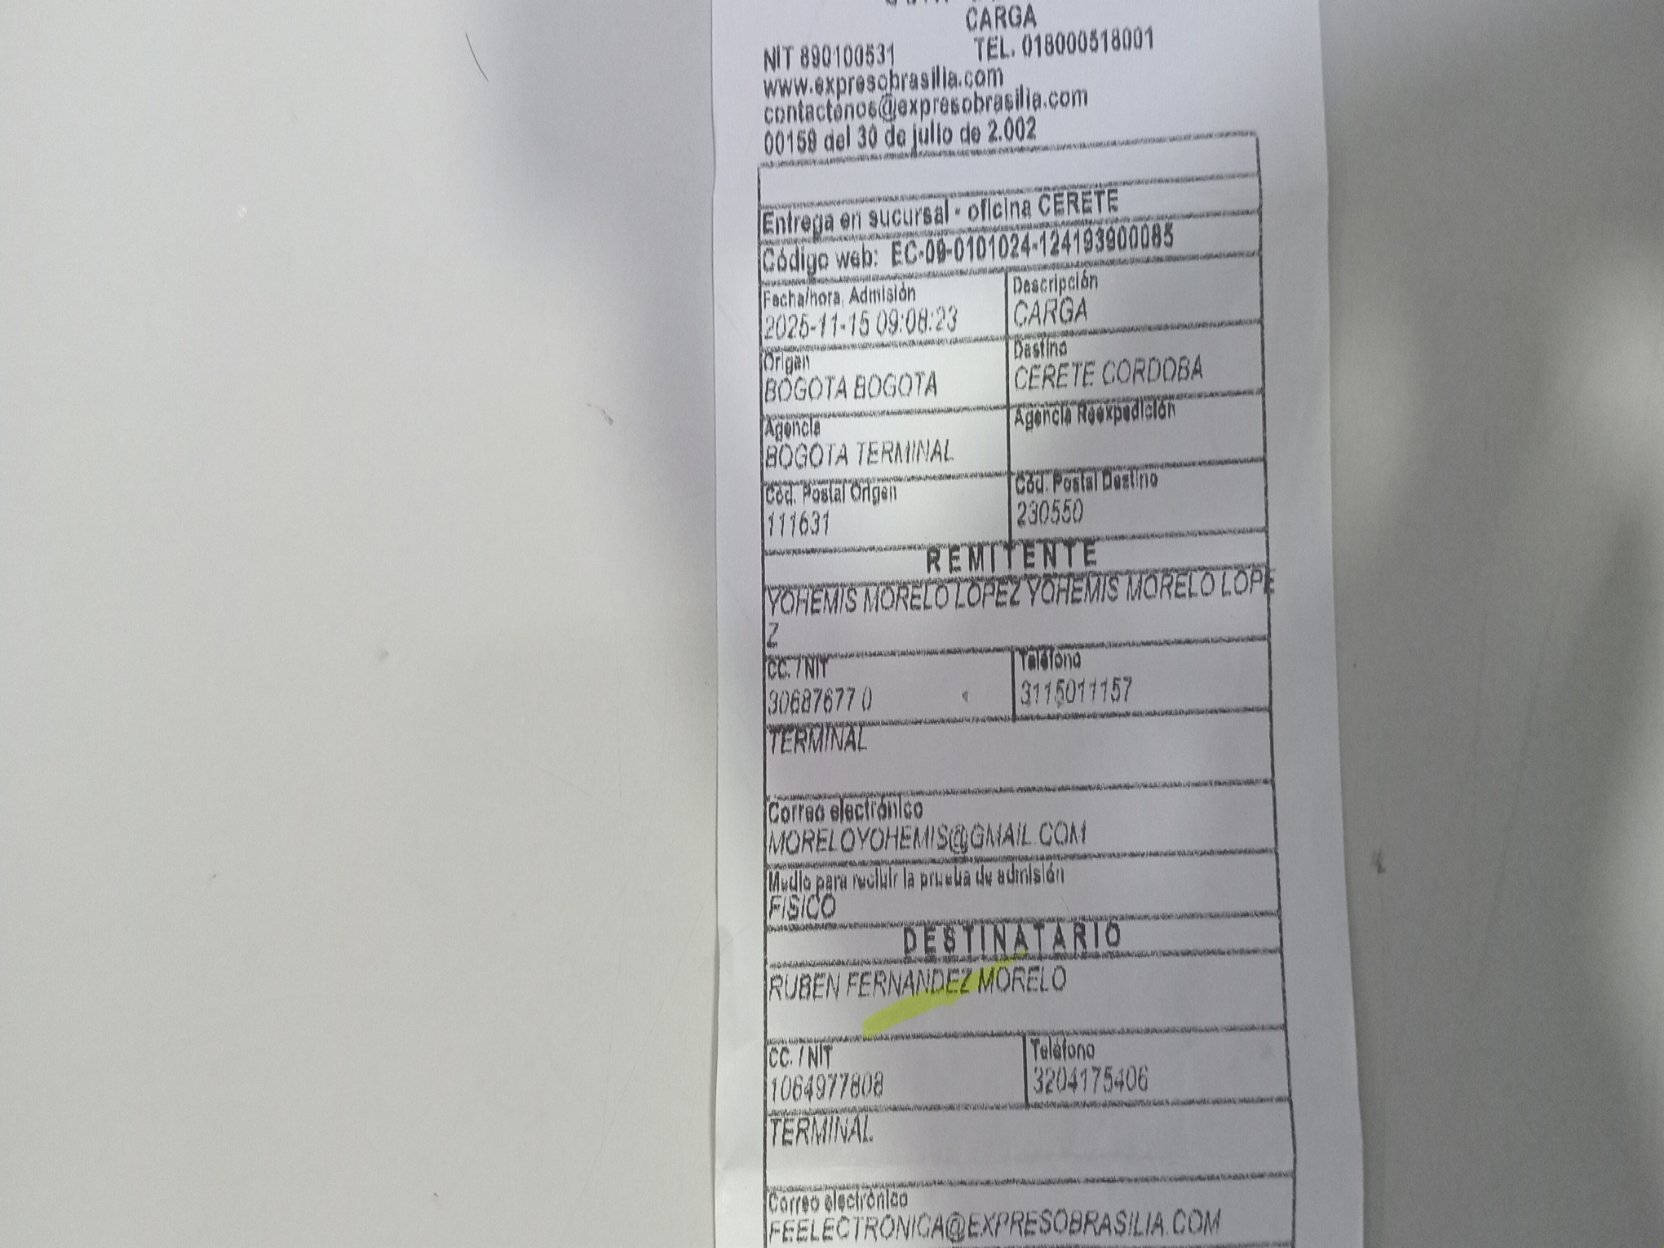 CARGA
NIT 890100531 TEL. 018000518001
www.expresobrasilia.com
contactenos@expresobrasilia.com
00159 del 30 de julio de 2.002
Entrega en sucursal - oficina CERETE
Código web: EC-09-0101024-124193900085
Fecha/hora, Admisión Descripción
2025-11-15 09:08:23 CARGA
Origen Destino
BOGOTA BOGOTA CERETE CORDOBA
Agencia Agencia Reexpedición
BOGOTA TERMINAL
Cód. Postal Origen Cód. Postal Destino
111631 230550
REMITENTE
YOHEMIS MORELO LOPEZ YOHEMIS MORELO LOPE
Z
CC. / NIT Teléfono
30687677 0 3115011157
TERMINAL
Correo electrónico
MORELOYOHEMIS@GMAIL.COM
Medio para recibir la prueba de admisión
FISICO
DESTINATARIO
RUBEN FERNANDEZ MORELO
CC. / NIT Teléfono
1064977808 3204175406
TERMINAL
Correo electrónico
FEELECTRONICA@EXPRESOBRASILIA.COM